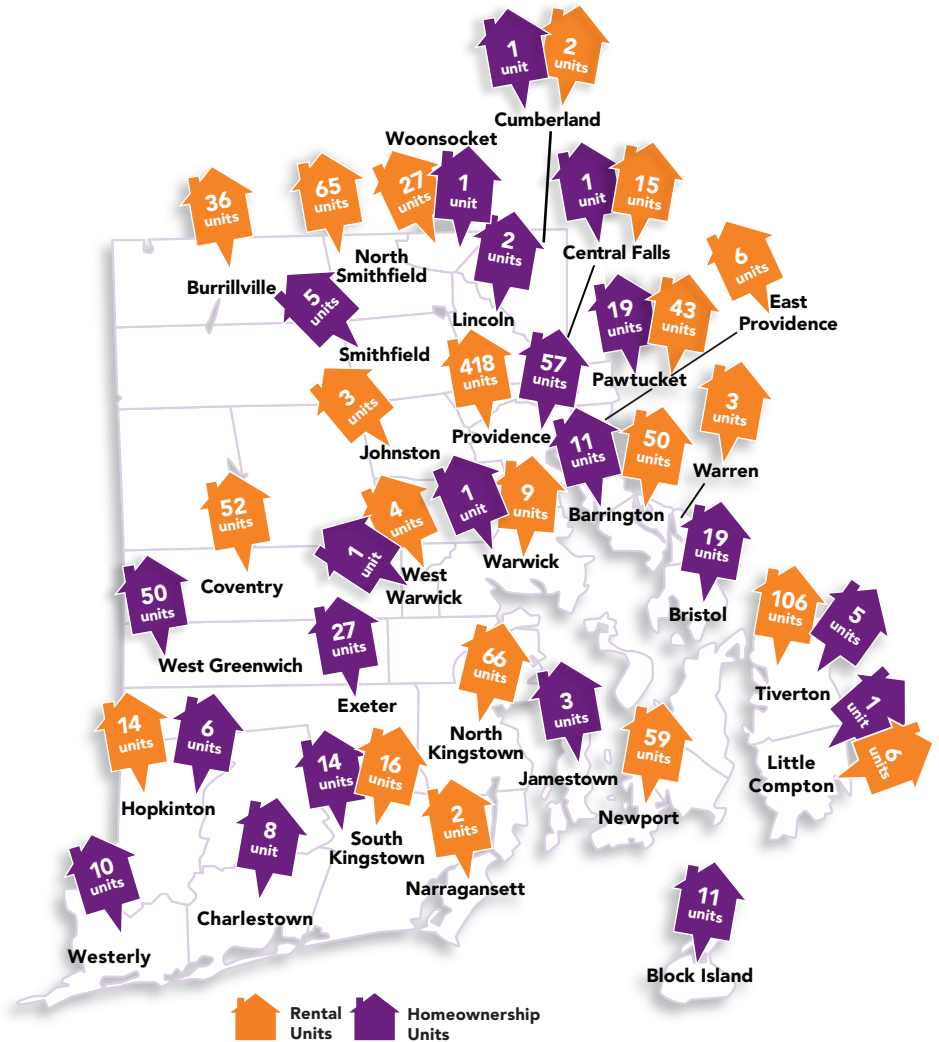 1
unit
2
units
Cumberland
Woonsocket
36
units
65
units
27
units
1
unit
1
unit
15
units
2
units
Central Falls
6
units
North
Smithfield
Burrillville
5
units
Lincoln
19
units
43
units
East
Providence
Smithfield
418
units
57
units
Pawtucket
3
units
3
units
Providence
11
units
50
units
Johnston
Warren
52
units
4
units
1
unit
9
units
Barrington
19
units
1
unit
Warwick
Coventry
West
Warwick
50
units
Bristol
106
units
5
units
27
units
West Greenwich
66
units
Exeter
Tiverton
3
units
1
unit
14
units
6
units
North
Kingstown
59
units
6
units
14
units
16
units
Jamestown
Little
Compton
Hopkinton
2
units
Newport
8
unit
South
Kingstown
10
units
Narragansett
11
units
Charlestown
Westerly
Block Island
Rental
Units
Homeownership
Units